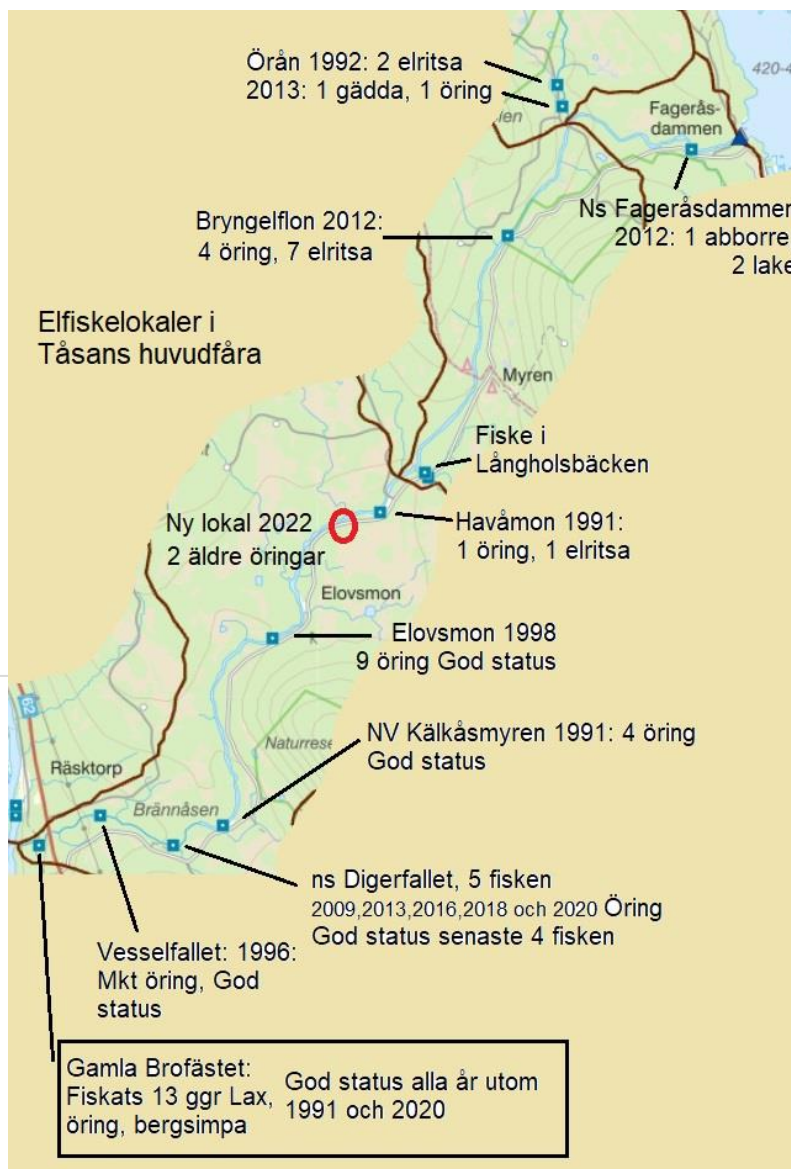 Örån 1992: 2 elritsa
2013: 1 gädda, 1 öring
420-4
Fagerås-
dammen
Ns Fageråsdammen
2012: 1 abborre
2 lake
Bryngelflon 2012:
4 öring, 7 elritsa
Elfiskelokaler i
Tåsans huvudfåra
Myren
Fiske i
Långholsbäcken
Ny lokal 2022
2 äldre öringar
Havåmon 1991:
1 öring, 1 elritsa
Elovsmon
Elovsmon 1998
9 öring God status
62
NV Kälkåsmyren 1991: 4 öring
God status
Naturrese
Räsktorp
Brännåsen
ns Digerfallet, 5 fisken
2009,2013,2016,2018 och 2020 Öring
God status senaste 4 fisken
Vesselfallet: 1996:
Mkt öring, God
status
Gamla Brofästet:
Fiskats 13 ggr Lax,
öring, bergsimpa
God status alla år utom
1991 och 2020